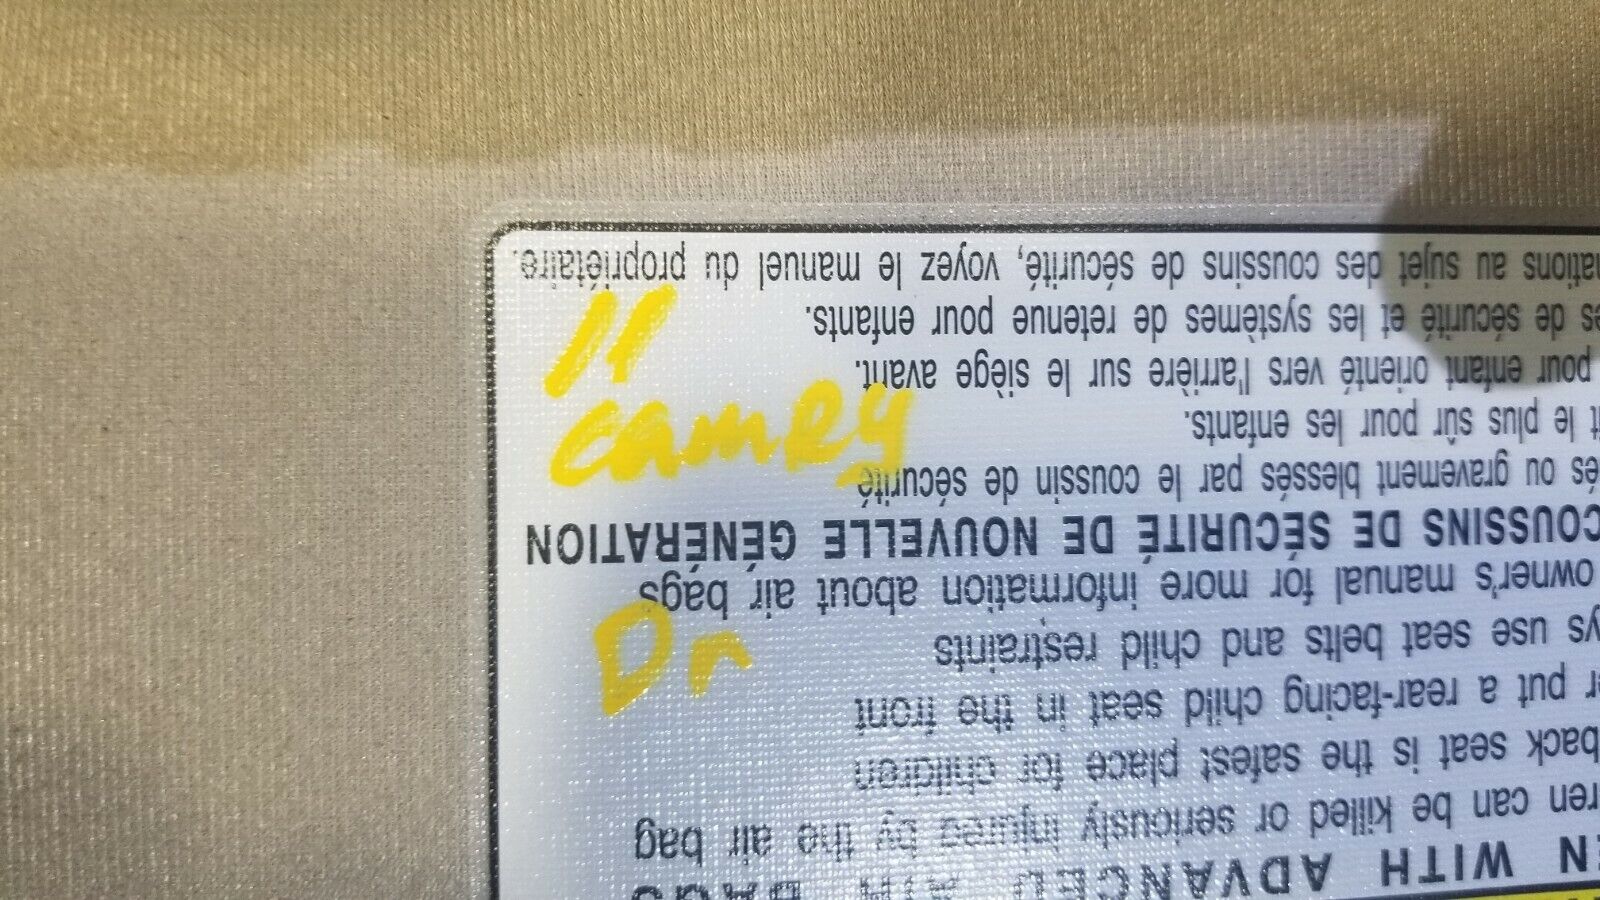 11
camRy
Dr
EN WITH ADVANCED AIR BAGS
ren can be killed or seriously injured by the air bag
back seat is the safest place for children
r put a rear-facing child seat in the front
ys use seat belts and child restraints
owner's manual for more information about air bags
COUSSINS DE SÉCURITÉ DE NOUVELLE GÉNÉRATION
és ou gravement blessés par le coussin de sécurité
t le plus sûr pour les enfants.
pour enfant orienté vers l'arrière sur le siège avant.
es de sécurité et les systèmes de retenue pour enfants.
mations au sujet des coussins de sécurité, voyez le manuel du propriétaire.